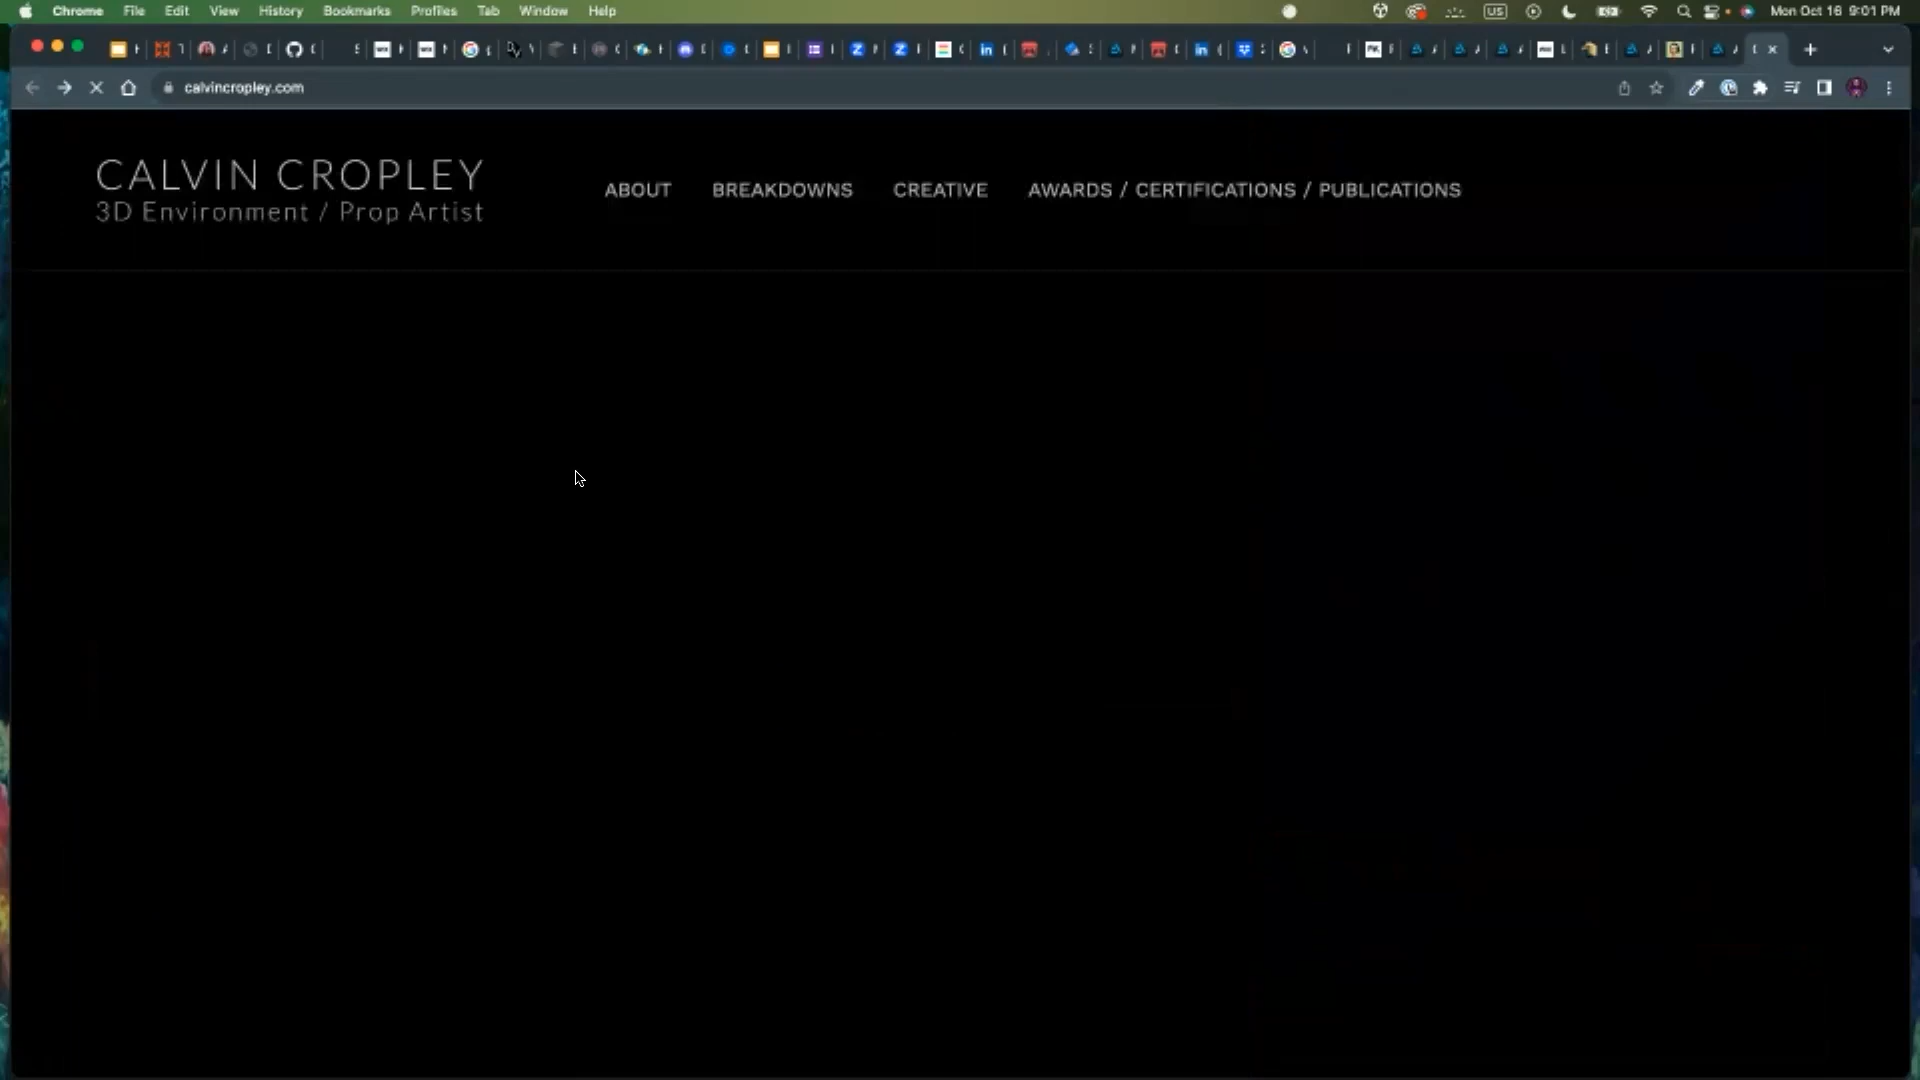 Chrome File Edit View History Bookmarks Profiles Tab Window Help
US
Mon Oct 16 9:01 PM
calvincropley.com
CALVIN CROPLEY
3D Environment / Prop Artist
ABOUT BREAKDOWNS CREATIVE AWARDS / CERTIFICATIONS / PUBLICATIONS